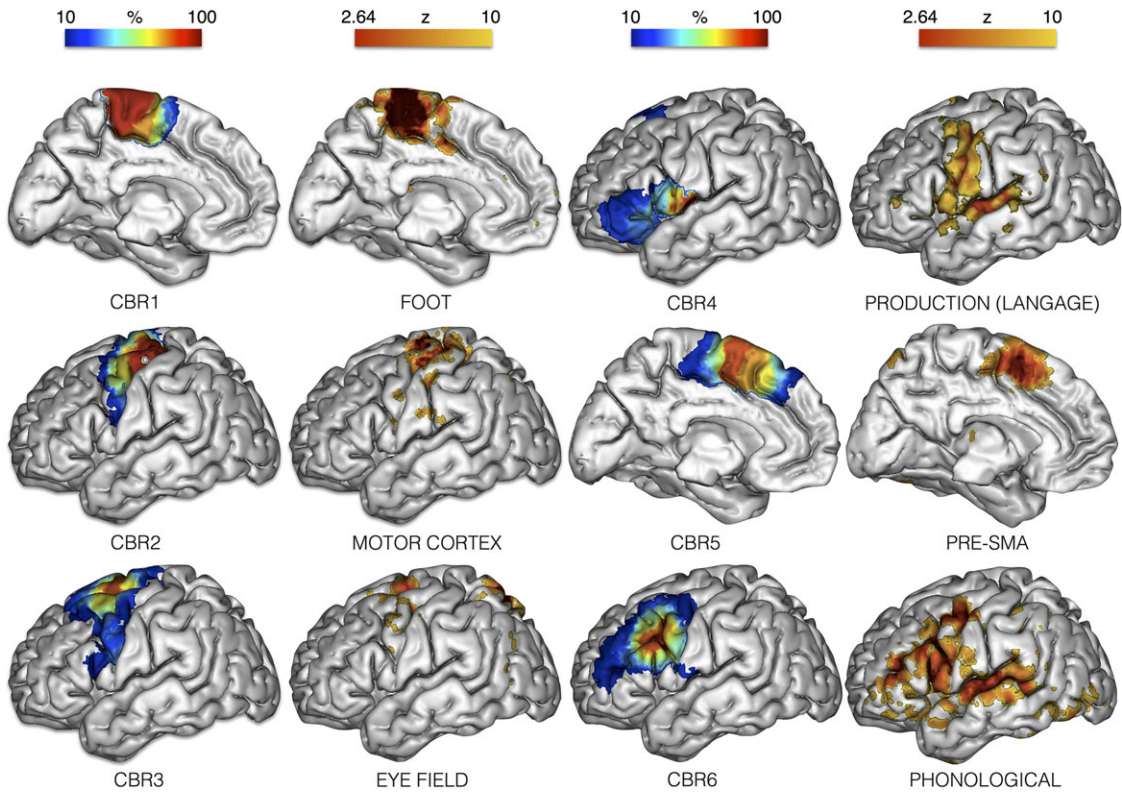 10 % 100 2.64 z 10 10 % 100 2.64 z 10
CBR1 FOOT CBR4 PRODUCTION (LANGAGE)
CBR2 MOTOR CORTEX CBR5 PRE-SMA
CBR3 EYE FIELD CBR6 PHONOLOGICAL